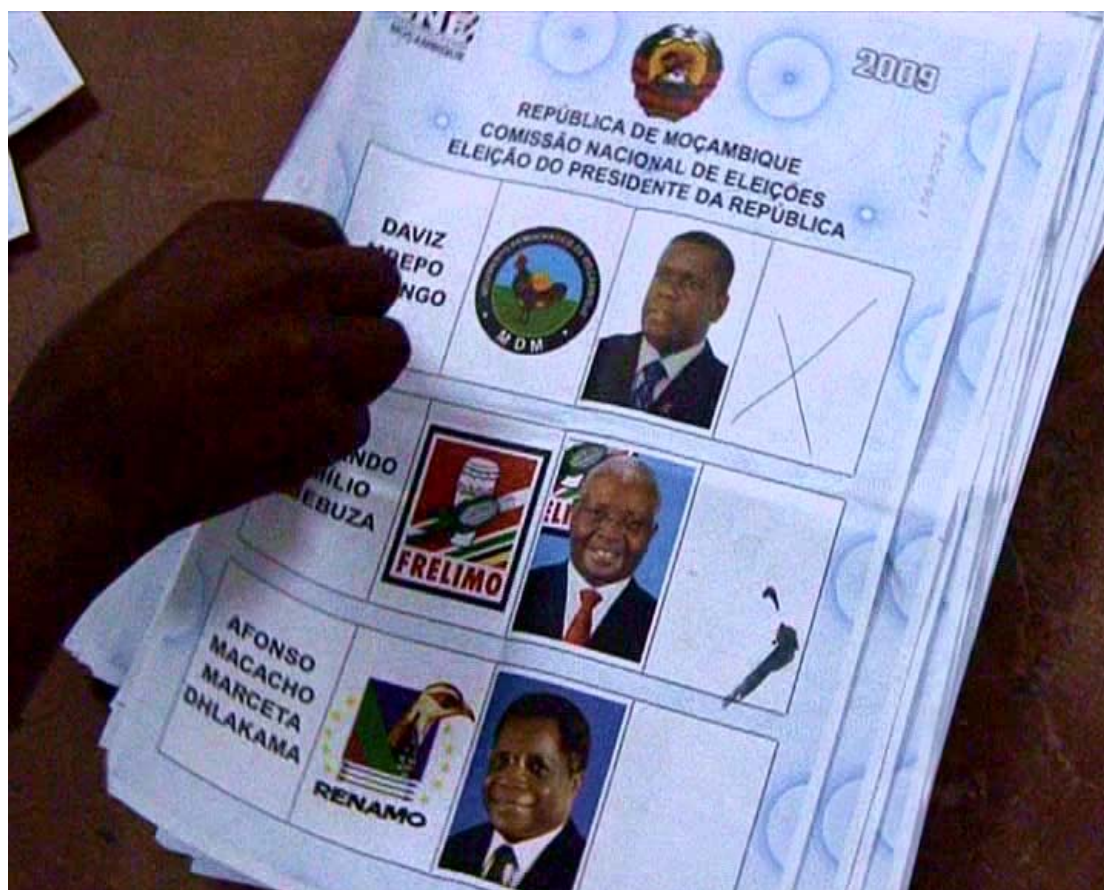 MOÇAMBIQUE
2009
REPÚBLICA DE MOÇAMBIQUE
COMISSÃO NACIONAL DE ELEIÇÕES
ELEIÇÃO DO PRESIDENTE DA REPÚBLICA
DAVIZ
MDM
FRELIMO
AFONSO
MACACHO
MARCETA
DHLAKAMA
RENAMO